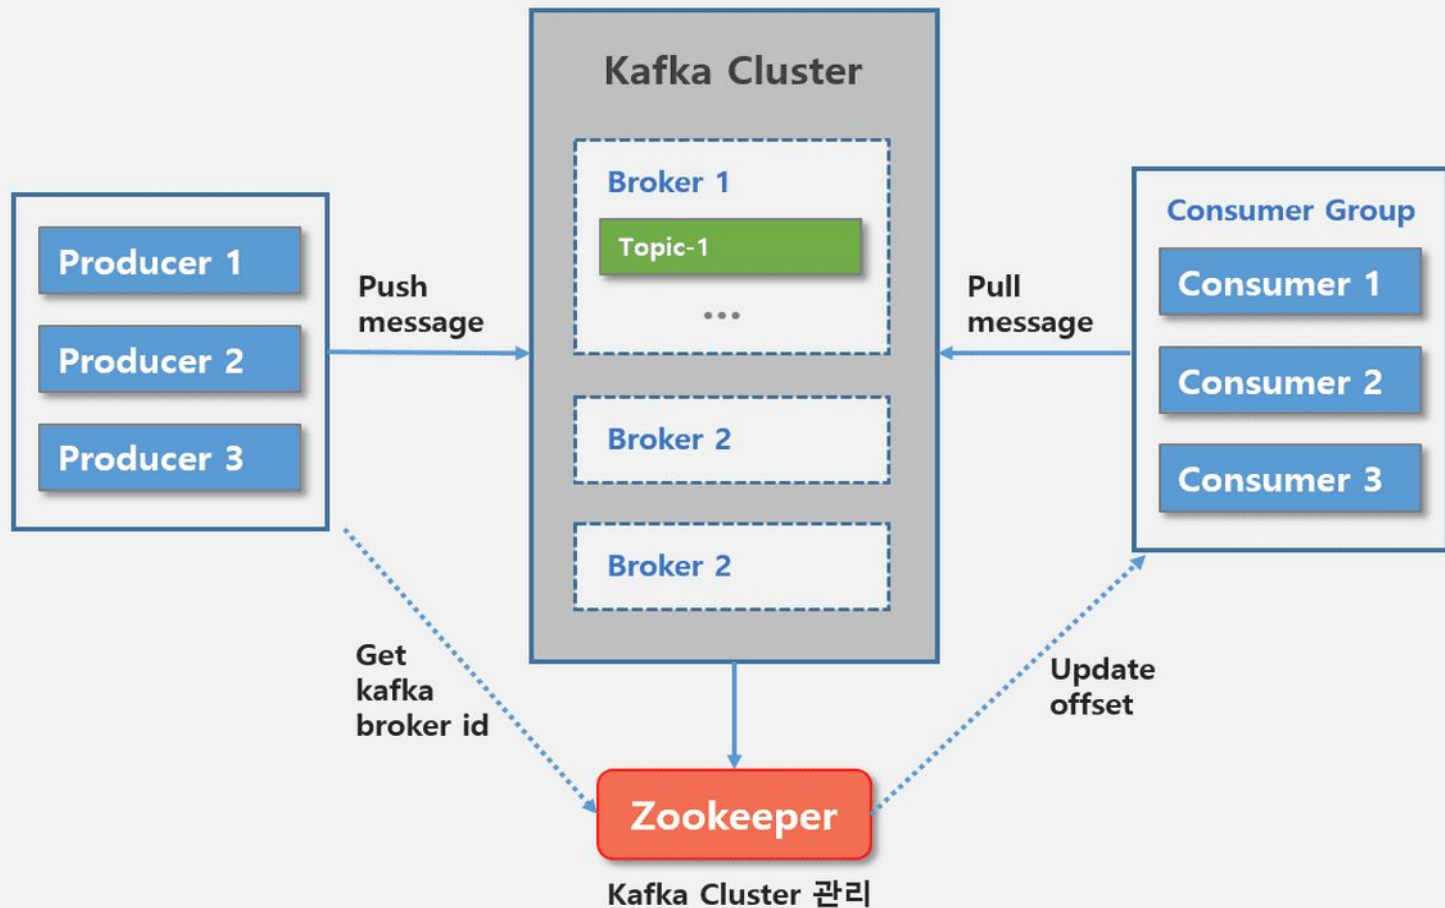 Kafka Cluster
Broker 1
Topic-1
...
Broker 2
Broker 2
Producer 1
Producer 2
Producer 3
Push
message
Pull
message
Consumer Group
Consumer 1
Consumer 2
Consumer 3
Get
kafka
broker id
Update
offset
Zookeeper
Kafka Cluster 관리